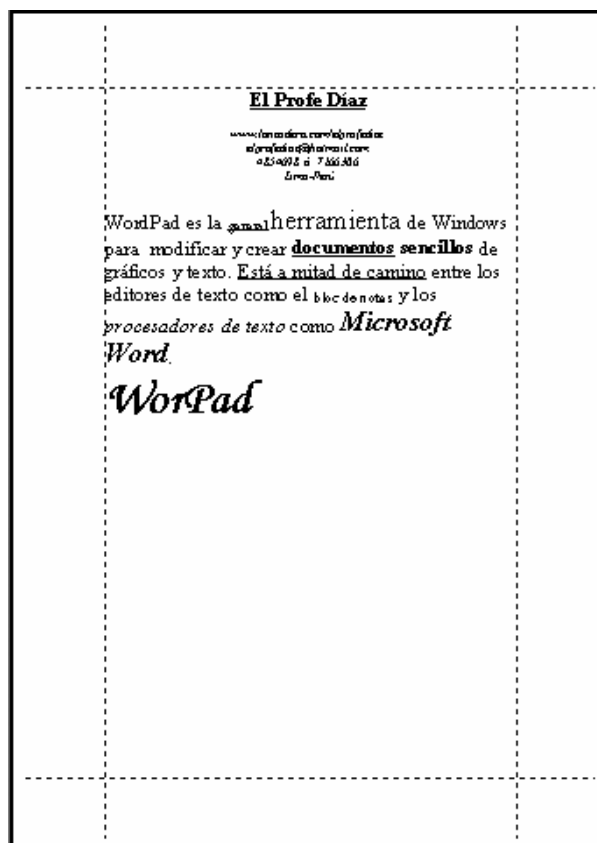 El Profe Díaz
Lima-Perú
WordPad es la herramienta de Windows
para modificar y crear documentos sencillos de
gráficos y texto. Está a mitad de camino entre los
editores de texto como el bloc de notas y los
procesadores de texto como Microsoft
Word.
WorPad